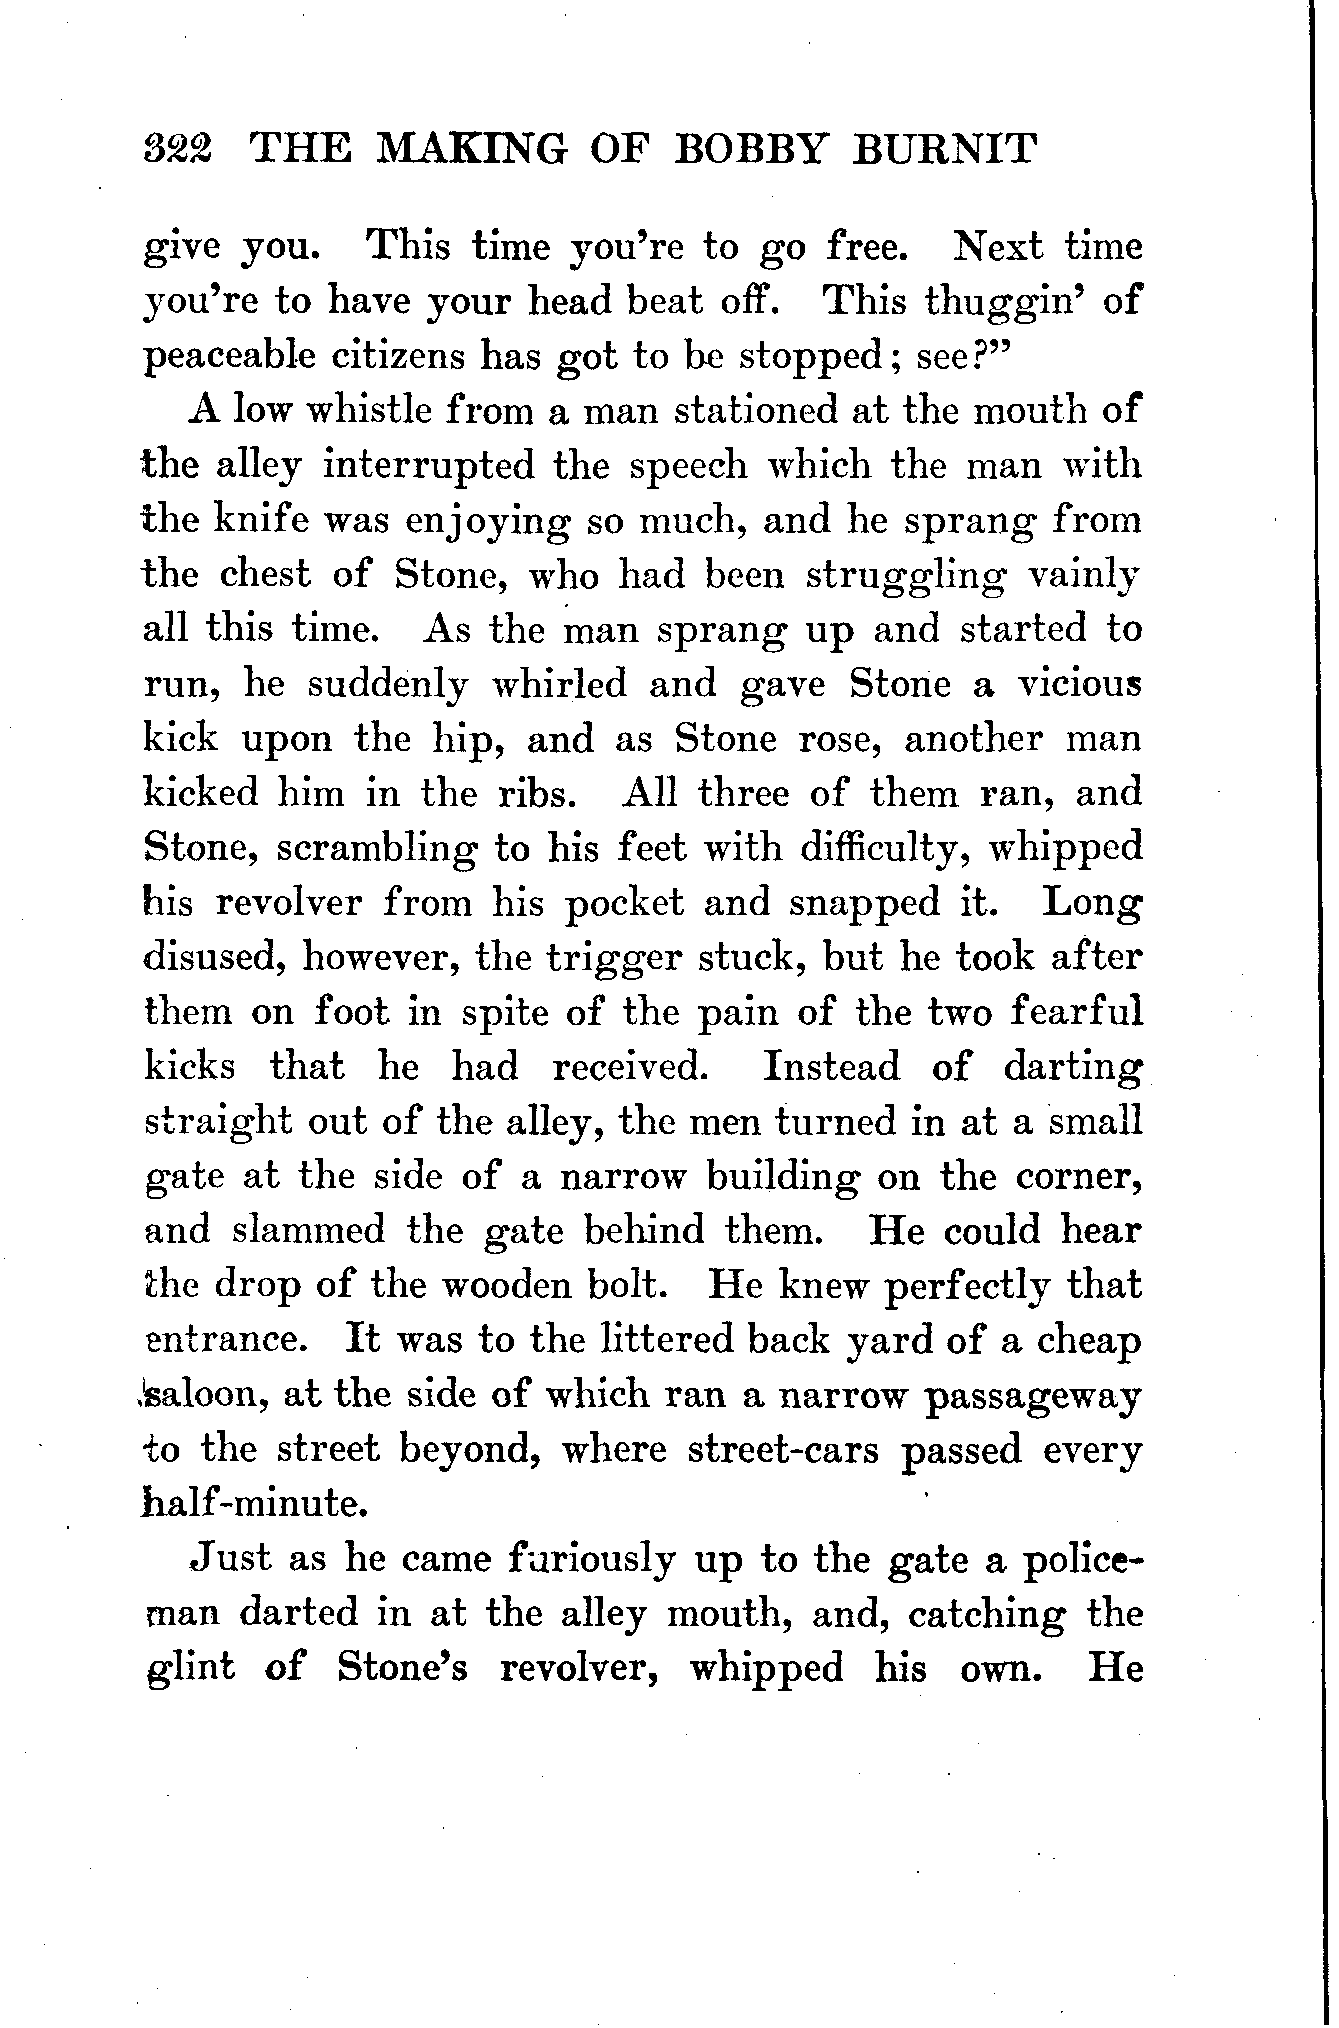 322 THE MAKING OF BOBBY BURNIT
give you. This time you're to go free. Next time
you're to have your head beat off. This thuggin' of
peaceable citizens has got to be stopped; see?"
A low whistle from a man stationed at the mouth of
the alley interrupted the speech which the man with
the knife was enjoying so much, and he sprang from
the chest of Stone, who had been struggling vainly
all this time. As the man sprang up and started to
run, he suddenly whirled and gave Stone a vicious
kick upon the hip, and as Stone rose, another man
kicked him in the ribs. All three of them ran, and
Stone, scrambling to his feet with difficulty, whipped
his revolver from his pocket and snapped it. Long
disused, however, the trigger stuck, but he took after
them on foot in spite of the pain of the two fearful
kicks that he had received. Instead of darting
straight out of the alley, the men turned in at a small
gate at the side of a narrow building on the corner,
and slammed the gate behind them. He could hear
the drop of the wooden bolt. He knew perfectly that
entrance. It was to the littered back yard of a cheap
saloon, at the side of which ran a narrow passageway
to the street beyond, where street-cars passed every
half-minute.
Just as he came furiously up to the gate a police-
man darted in at the alley mouth, and, catching the
glint of Stone's revolver, whipped his own. He